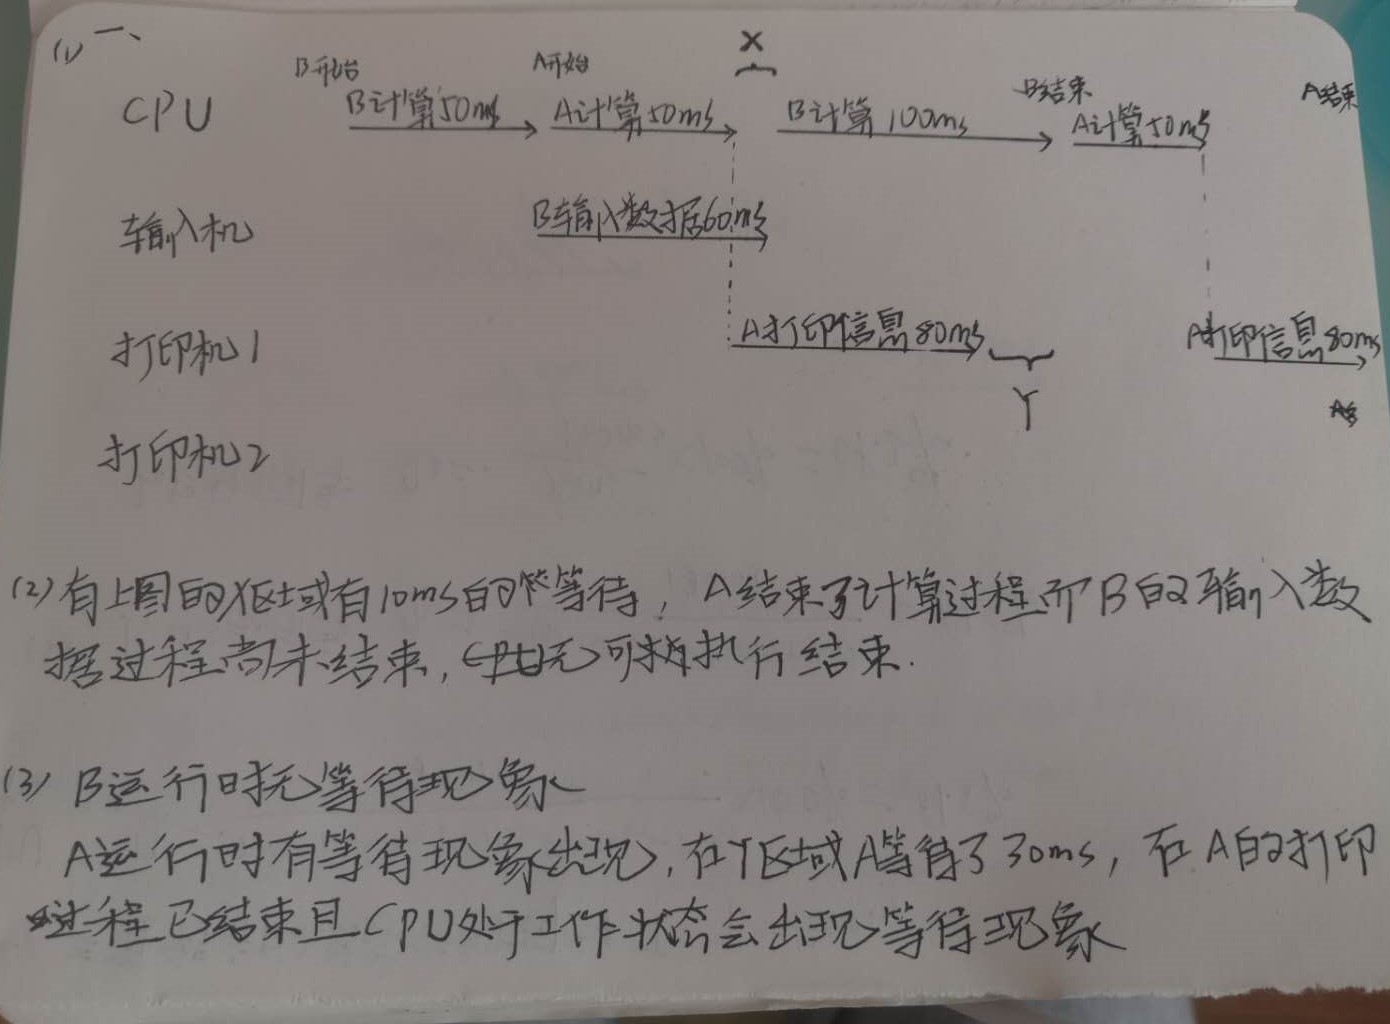 (1) 一、
B开始 A开始 X B结束 A结束
CPU B计算50ms A计算50ms B计算100ms A计算50ms
输入机 B输入数据60ms
打印机1 A打印信息80ms A打印信息80ms
Y
打印机2
(2) 有上图的X区域有10ms的等待, A结束了计算过程而B的输入数
据过程尚未结束, CPU无可执行结束.
(3) B运行时无等待现象
A运行时有等待现象出现, 在Y区域A等待了30ms, 在A的打印
过程已结束且CPU处于工作状态会出现等待现象